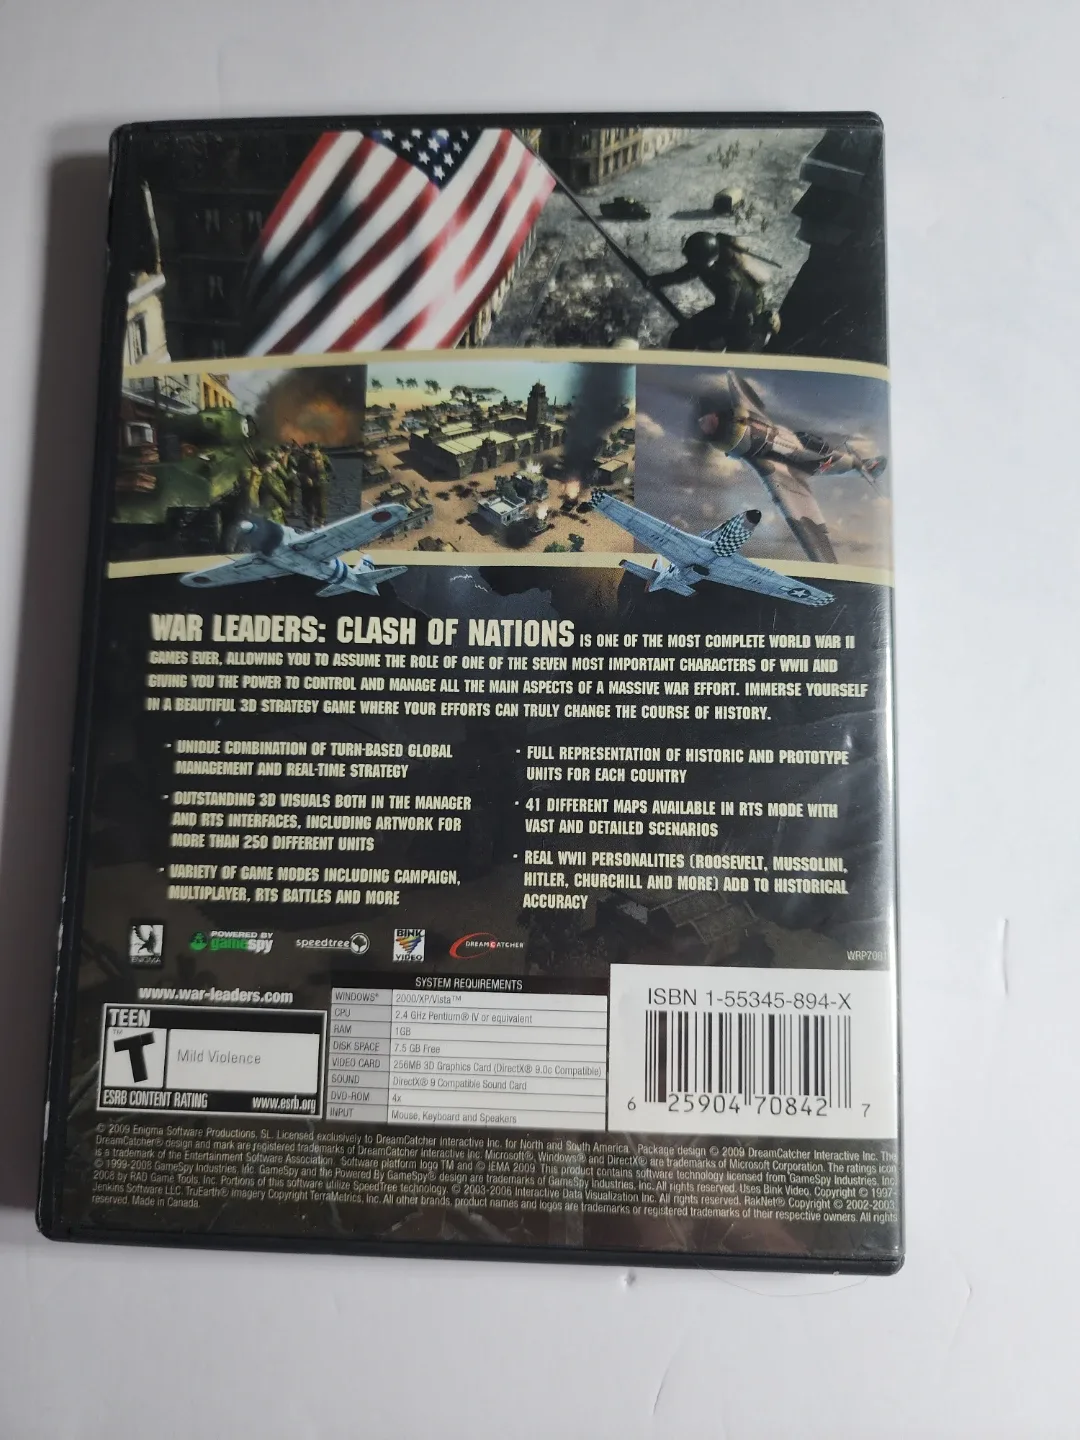 WAR LEADERS: CLASH OF NATIONS IS ONE OF THE MOST COMPLETE WORLD WAR II
GAMES EVER, ALLOWING YOU TO ASSUME THE ROLE OF ONE OF THE SEVEN MOST IMPORTANT CHARACTERS OF WWII AND
GIVING YOU THE POWER TO CONTROL AND MANAGE ALL THE MAIN ASPECTS OF A MASSIVE WAR EFFORT. IMMERSE YOURSELF
IN A BEAUTIFUL 3D STRATEGY GAME WHERE YOUR EFFORTS CAN TRULY CHANGE THE COURSE OF HISTORY.
- UNIQUE COMBINATION OF TURN-BASED GLOBAL
MANAGEMENT AND REAL-TIME STRATEGY
- OUTSTANDING 3D VISUALS BOTH IN THE MANAGER
AND RTS INTERFACES, INCLUDING ARTWORK FOR
MORE THAN 250 DIFFERENT UNITS
- VARIETY OF GAME MODES INCLUDING CAMPAIGN,
MULTIPLAYER, RTS BATTLES AND MORE
- FULL REPRESENTATION OF HISTORIC AND PROTOTYPE
UNITS FOR EACH COUNTRY
- 41 DIFFERENT MAPS AVAILABLE IN RTS MODE WITH
VAST AND DETAILED SCENARIOS
- REAL WWII PERSONALITIES (ROOSEVELT, MUSSOLINI,
HITLER, CHURCHILL AND MORE) ADD TO HISTORICAL
ACCURACY
ENIGMA
POWERED BY
gamespy
speedtree
BINK
VIDEO
DREAMCATCHER
www.war-leaders.com
TEEN
T
TM
Mild Violence
ESRB CONTENT RATING www.esrb.org
SYSTEM REQUIREMENTS
WINDOWS® 2000/XP/Vista™
CPU 2.4 GHz Pentium® IV or equivalent
RAM 1GB
DISK SPACE 7.5 GB Free
VIDEO CARD 256MB 3D Graphics Card (DirectX® 9.0c Compatible)
SOUND DirectX® 9 Compatible Sound Card
DVD-ROM 4x
INPUT Mouse, Keyboard and Speakers
ISBN 1-55345-894-X
6 25904 70842 7
© 2009 Enigma Software Productions, SL. Licensed exclusively to DreamCatcher Interactive Inc. for North and South America. Package design © 2009 DreamCatcher Interactive Inc. The
DreamCatcher® design and mark are registered trademarks of DreamCatcher Interactive Inc. Microsoft®, Windows® and DirectX® are trademarks of Microsoft Corporation. The ratings icon
is a trademark of the Entertainment Software Association. Software platform logo TM and © IEMA 2009. This product contains software technology licensed from GameSpy Industries, Inc.
© 1999-2008 GameSpy Industries, Inc. GameSpy and the Powered By GameSpy® design are trademarks of GameSpy Industries, Inc. All rights reserved. Uses Bink Video. Copyright © 1997-
2008 by RAD Game Tools, Inc. Portions of this software utilize SpeedTree technology. © 2003-2006 Interactive Data Visualization Inc. All rights reserved. RakNet® Copyright © 2002-2003
Jenkins Software LLC. TruEarth® imagery Copyright TerraMetrics, Inc. All other brands, product names and logos are trademarks or registered trademarks of their respective owners. All rights
reserved. Made in Canada.